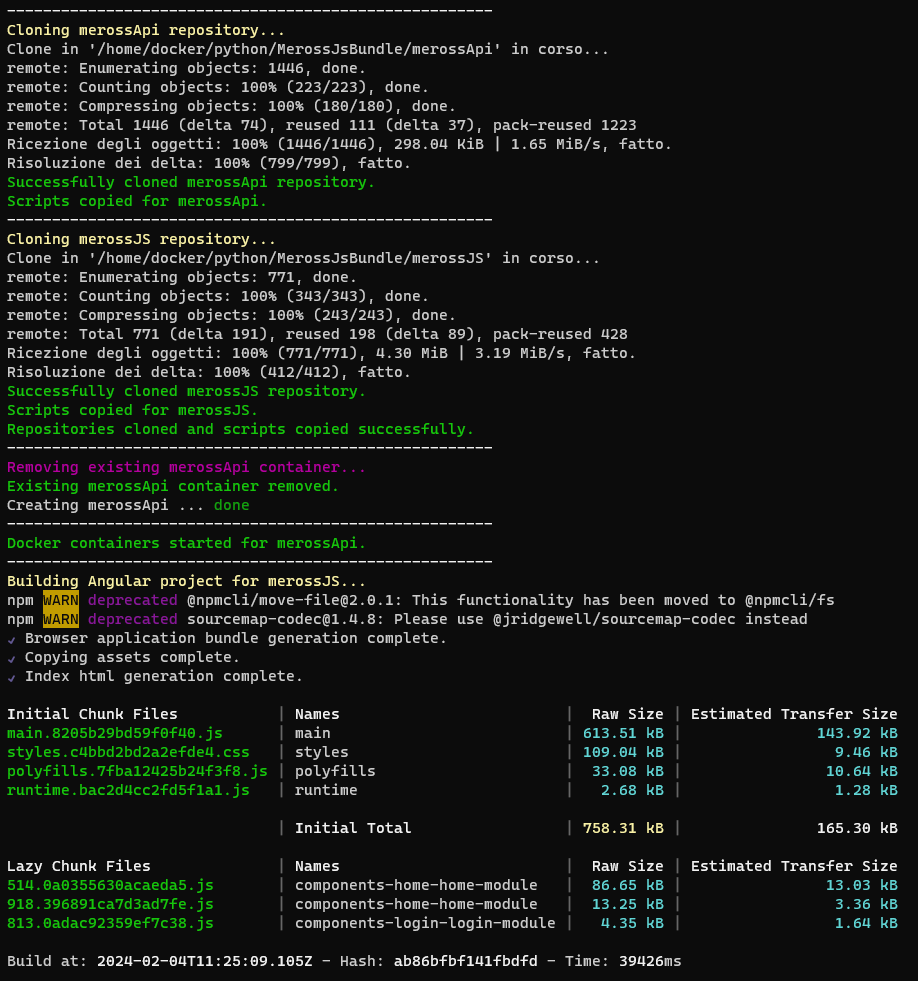 ------------------------------------------------------
Cloning merossApi repository...
Clone in '/home/docker/python/MerossJsBundle/merossApi' in corso...
remote: Enumerating objects: 1446, done.
remote: Counting objects: 100% (223/223), done.
remote: Compressing objects: 100% (180/180), done.
remote: Total 1446 (delta 74), reused 111 (delta 37), pack-reused 1223
Ricezione degli oggetti: 100% (1446/1446), 298.04 KiB | 1.65 MiB/s, fatto.
Risoluzione dei delta: 100% (799/799), fatto.
Successfully cloned merossApi repository.
Scripts copied for merossApi.
------------------------------------------------------
Cloning merossJS repository...
Clone in '/home/docker/python/MerossJsBundle/merossJS' in corso...
remote: Enumerating objects: 771, done.
remote: Counting objects: 100% (343/343), done.
remote: Compressing objects: 100% (243/243), done.
remote: Total 771 (delta 191), reused 198 (delta 89), pack-reused 428
Ricezione degli oggetti: 100% (771/771), 4.30 MiB | 3.19 MiB/s, fatto.
Risoluzione dei delta: 100% (412/412), fatto.
Successfully cloned merossJS repository.
Scripts copied for merossJS.
Repositories cloned and scripts copied successfully.
------------------------------------------------------
Removing existing merossApi container...
Existing merossApi container removed.
Creating merossApi ... done
------------------------------------------------------
Docker containers started for merossApi.
------------------------------------------------------
Building Angular project for merossJS...
npm WARN deprecated @npmcli/move-file@2.0.1: This functionality has been moved to @npmcli/fs
npm WARN deprecated sourcemap-codec@1.4.8: Please use @jridgewell/sourcemap-codec instead
✔ Browser application bundle generation complete.
✔ Copying assets complete.
✔ Index html generation complete.
Initial Chunk Files | Names | Raw Size | Estimated Transfer Size
main.8205b29bd59f0f40.js | main | 613.51 kB | 143.92 kB
styles.c4bbd2bd2a2efde4.css | styles | 109.04 kB | 9.46 kB
polyfills.7fba12425b24f3f8.js | polyfills | 33.08 kB | 10.64 kB
runtime.bac2d4cc2fd5f1a1.js | runtime | 2.68 kB | 1.28 kB
| Initial Total | 758.31 kB | 165.30 kB
Lazy Chunk Files | Names | Raw Size | Estimated Transfer Size
514.0a0355630acaeda5.js | components-home-home-module | 86.65 kB | 13.03 kB
918.396891ca7d3ad7fe.js | components-home-home-module | 13.25 kB | 3.36 kB
813.0adac92359ef7c38.js | components-login-login-module | 4.35 kB | 1.64 kB
Build at: 2024-02-04T11:25:09.105Z - Hash: ab86bfbf141fbdfd - Time: 39426ms